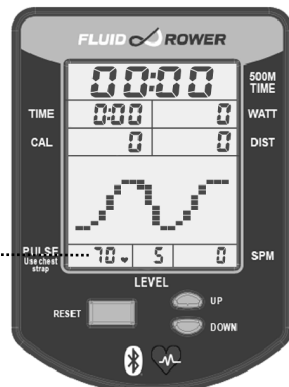 FLUID ROWER
00:00 500M TIME
TIME 0:00 0 WATT
CAL 0 0 DIST
PULSE 70 5 0 SPM
Use chest strap
LEVEL
RESET UP
DOWN